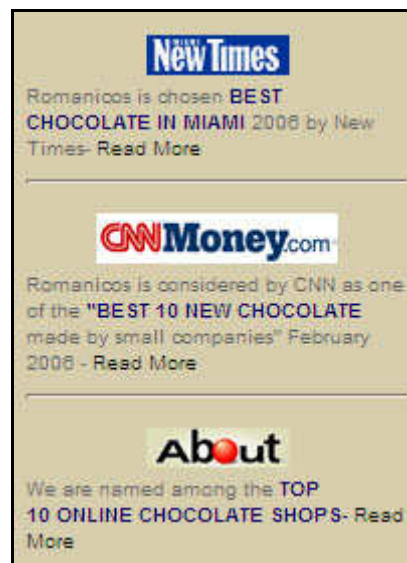 MIAMI
New Times
Romanicos is chosen BEST
CHOCOLATE IN MIAMI 2006 by New
Times- Read More
CNNMoney.com
Romanicos is considered by CNN as one
of the "BEST 10 NEW CHOCOLATE
made by small companies" February
2006 - Read More
About
We are named among the TOP
10 ONLINE CHOCOLATE SHOPS- Read
More